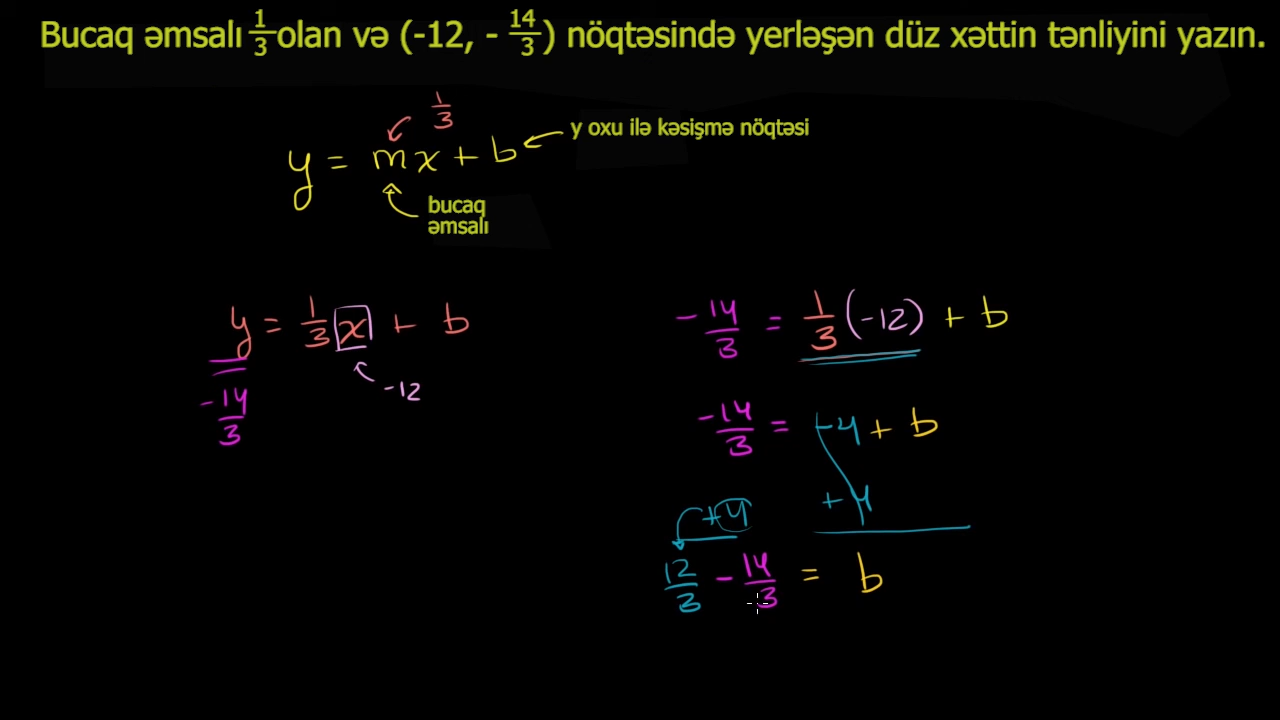 Bucaq əmsalı 1/3 olan və (-12, - 14/3) nöqtəsində yerləşən düz xəttin tənliyini yazın.
1/3
y = mx + b
y oxu ilə kəsişmə nöqtəsi
bucaq
əmsalı
y = 1/3 x + b
-12
-14/3
-14/3 = 1/3 (-12) + b
-14/3 = -4 + b
+4 +4
12/3 - 14/3 = b